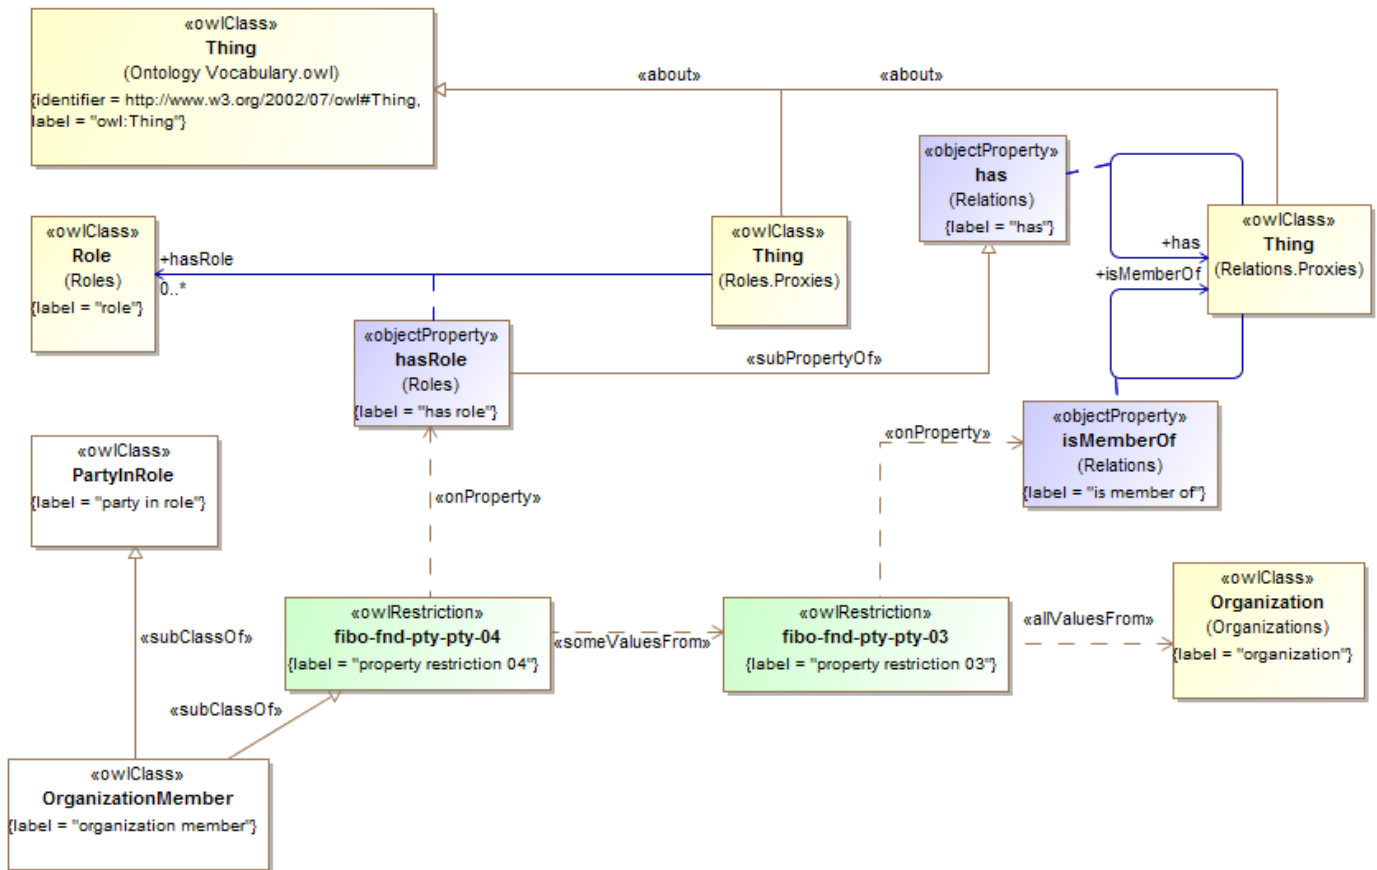 «owlClass»
Thing
(Ontology Vocabulary.owl)
{identifier = http://www.w3.org/2002/07/owl#Thing,
label = "owl:Thing"}
«about»
«about»
«objectProperty»
has
(Relations)
{label = "has"}
«owlClass»
Role
(Roles)
{label = "role"}
+hasRole
0..*
«owlClass»
Thing
(Roles.Proxies)
+has
+isMemberOf
«owlClass»
Thing
(Relations.Proxies)
«objectProperty»
hasRole
(Roles)
{label = "has role"}
«subPropertyOf»
«objectProperty»
isMemberOf
(Relations)
{label = "is member of"}
«onProperty»
«owlClass»
PartyInRole
{label = "party in role"}
«onProperty»
«owlRestriction»
fibo-fnd-pty-pty-04
{label = "property restriction 04"}
«someValuesFrom»
«owlRestriction»
fibo-fnd-pty-pty-03
{label = "property restriction 03"}
«allValuesFrom»
«owlClass»
Organization
(Organizations)
{label = "organization"}
«subClassOf»
«subClassOf»
«owlClass»
OrganizationMember
{label = "organization member"}